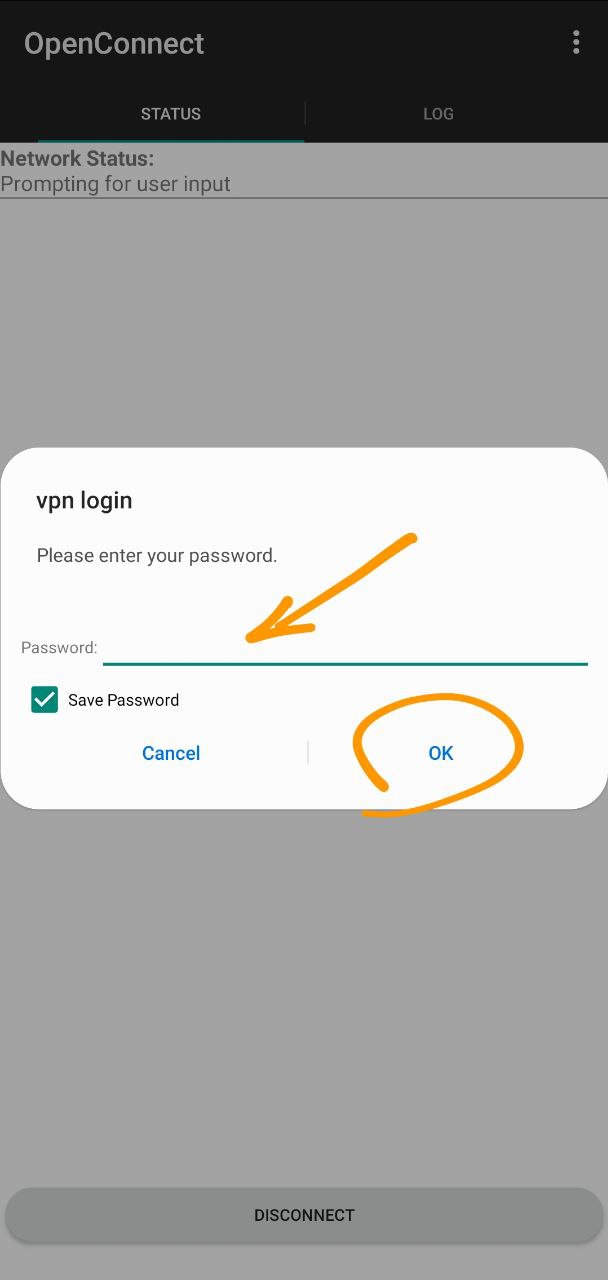 OpenConnect
STATUS
LOG
Network Status:
Prompting for user input
vpn login
Please enter your password.
Password:
Save Password
Cancel
OK
DISCONNECT